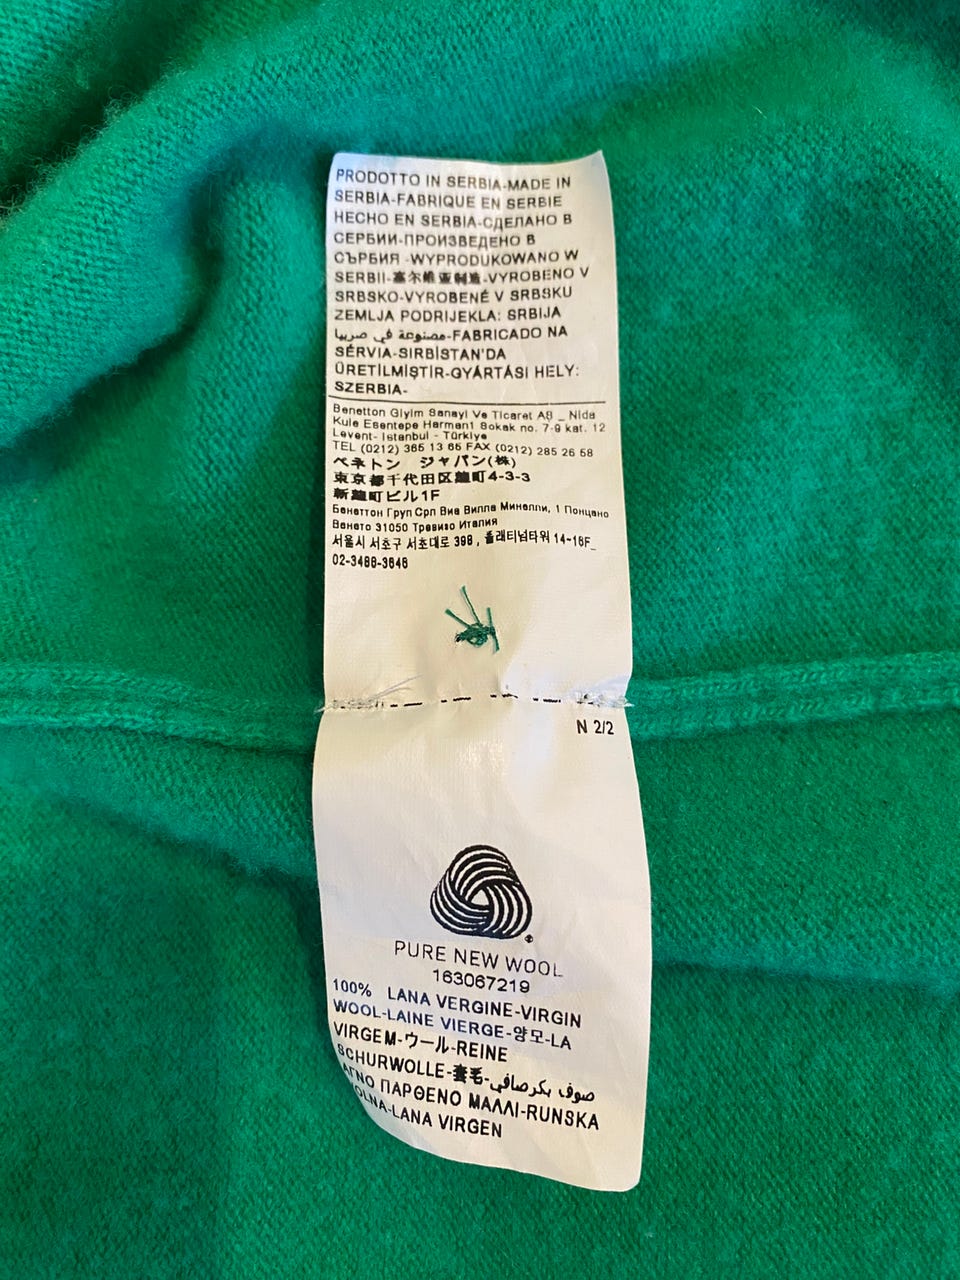 PRODOTTO IN SERBIA-MADE IN
SERBIA-FABRIQUE EN SERBIE
HECHO EN SERBIA-СДЕЛАНО В
СЕРБИИ-ПРОИЗВЕДЕНО В
СЪРБИЯ -WYPRODUKOWANO W
SERBII-塞尔维亚制造-VYROBENO V
SRBSKO-VYROBENÉ V SRBSKU
ZEMLJA PODRIJEKLA: SRBIJA
مصنوعة في صربيا-FABRICADO NA
SÉRVIA-SIRBİSTAN'DA
ÜRETİLMİŞTİR-GYÁRTÁSI HELY:
SZERBIA-
Benetton Giyim Sanayi Ve Ticaret AŞ _ Nida
Kule Esentepe Harman1 Sokak no. 7-9 kat. 12
Levent- Istanbul - Türkiye
TEL (0212) 365 13 65 FAX (0212) 285 26 58
ベネトン ジャパン(株)
東京都千代田区麹町4-3-3
新麹町ビル1F
Бенеттон Груп Срл Виа Вилла Минелли, 1 Понцано
Венето 31050 Тревизо Италия
서울시 서초구 서초대로 398 , 플래티넘타워 14-16F_
02-3488-3648
N 2/2
PURE NEW WOOL
163067219
100% LANA VERGINE-VIRGIN
WOOL-LAINE VIERGE-양모-LA
VIRGEM-ウール-REINE
SCHURWOLLE-羊毛-صوف بكرصافي-
ΑΓΝΟ ΠΑΡΘΕΝΟ ΜΑΛΛΙ-RUNSKA
VOLNA-LANA VIRGEN